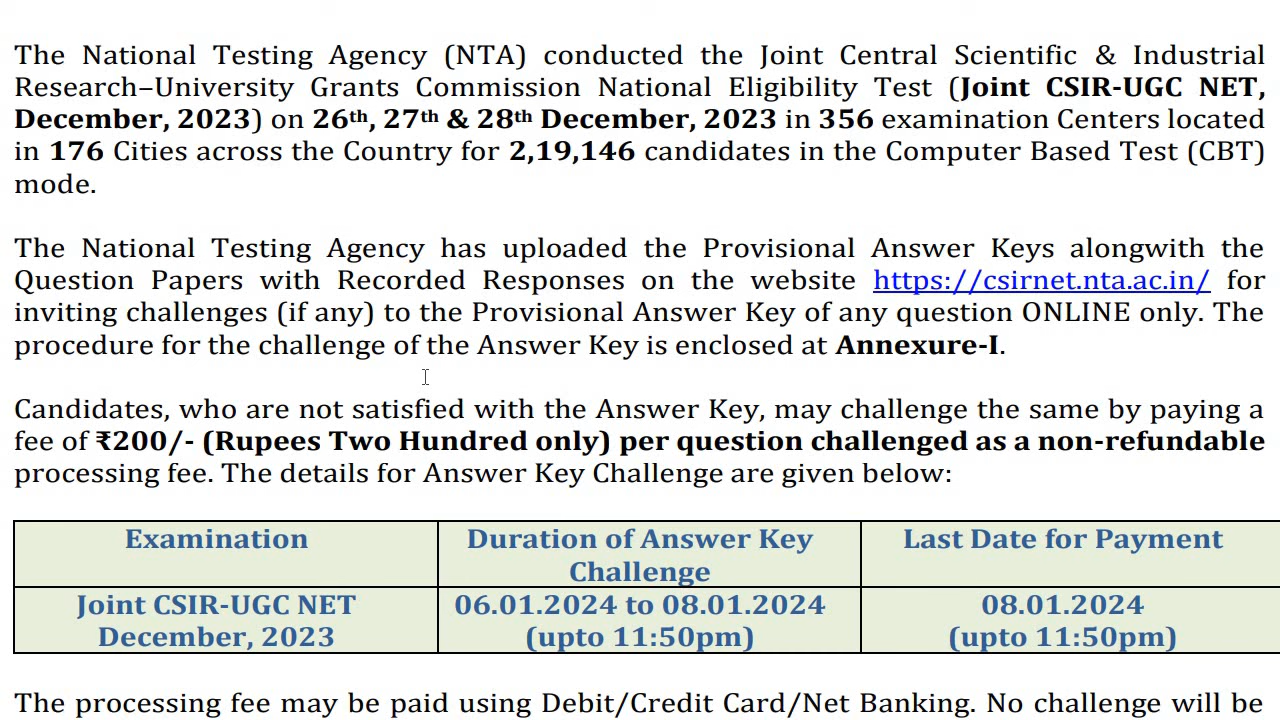 The National Testing Agency (NTA) conducted the Joint Central Scientific & Industrial
Research–University Grants Commission National Eligibility Test (Joint CSIR-UGC NET,
December, 2023) on 26th, 27th & 28th December, 2023 in 356 examination Centers located
in 176 Cities across the Country for 2,19,146 candidates in the Computer Based Test (CBT)
mode.
The National Testing Agency has uploaded the Provisional Answer Keys alongwith the
Question Papers with Recorded Responses on the website https://csirnet.nta.ac.in/ for
inviting challenges (if any) to the Provisional Answer Key of any question ONLINE only. The
procedure for the challenge of the Answer Key is enclosed at Annexure-I.
Candidates, who are not satisfied with the Answer Key, may challenge the same by paying a
fee of ₹200/- (Rupees Two Hundred only) per question challenged as a non-refundable
processing fee. The details for Answer Key Challenge are given below:
Examination
Duration of Answer Key
Challenge
Last Date for Payment
Joint CSIR-UGC NET
December, 2023
06.01.2024 to 08.01.2024
(upto 11:50pm)
08.01.2024
(upto 11:50pm)
The processing fee may be paid using Debit/Credit Card/Net Banking. No challenge will be